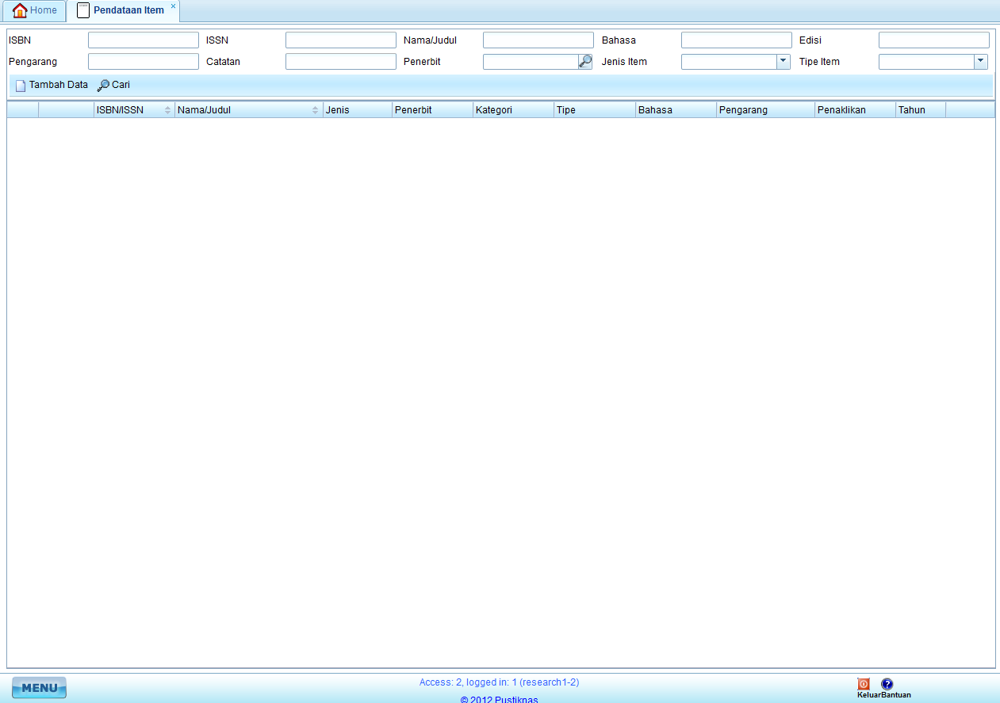 Home Pendataan Item
ISBN ISSN Nama/Judul Bahasa Edisi
Pengarang Catatan Penerbit Jenis Item Tipe Item
Tambah Data Cari
ISBN/ISSN Nama/Judul Jenis Penerbit Kategori Tipe Bahasa Pengarang Penaklikan Tahun
MENU Access: 2, logged in: 1 (research1-2)
KeluarBantuan
© 2012 Pustiknas